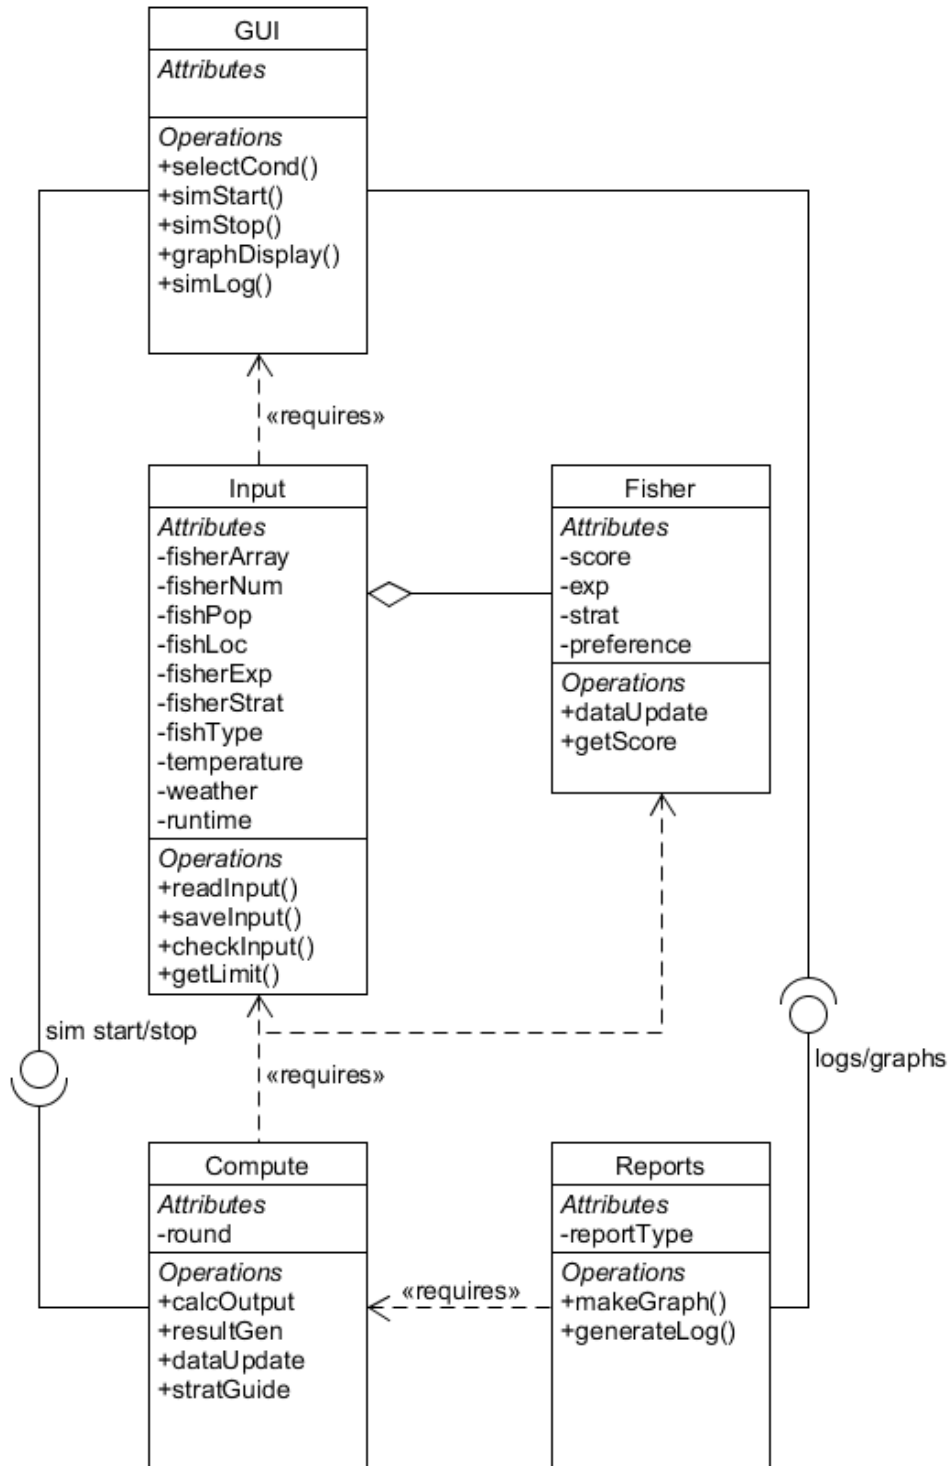 GUI
Attributes
Operations
+selectCond()
+simStart()
+simStop()
+graphDisplay()
+simLog()
«requires»
Input
Attributes
-fisherArray
-fisherNum
-fishPop
-fishLoc
-fisherExp
-fisherStrat
-fishType
-temperature
-weather
-runtime
Operations
+readInput()
+saveInput()
+checkInput()
+getLimit()
Fisher
Attributes
-score
-exp
-strat
-preference
Operations
+dataUpdate
+getScore
sim start/stop
«requires»
logs/graphs
Compute
Attributes
-round
Operations
+calcOutput
+resultGen
+dataUpdate
+stratGuide
«requires»
Reports
Attributes
-reportType
Operations
+makeGraph()
+generateLog()